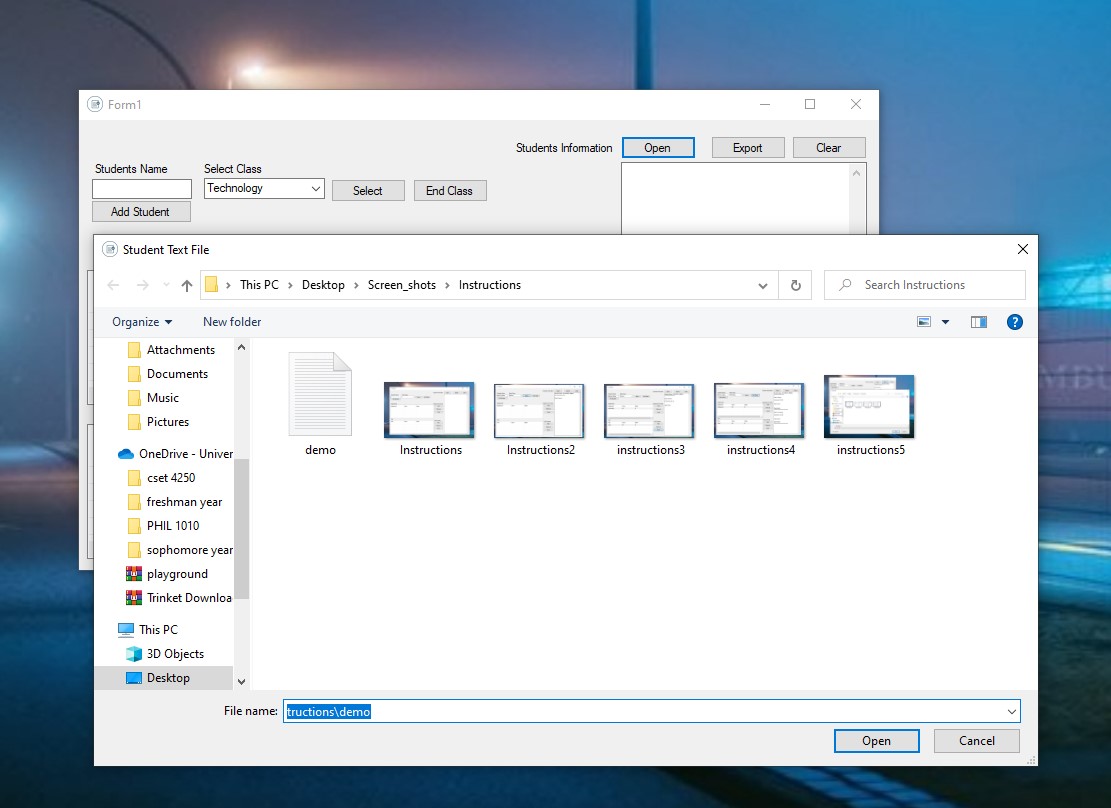 Form1
Students Information
Open
Export
Clear
Students Name
Select Class
Technology
Select
End Class
Add Student
Student Text File
This PC
Desktop
Screen_shots
Instructions
Search Instructions
Organize
New folder
Attachments
Documents
Music
Pictures
OneDrive - Univer
cset 4250
freshman year
PHIL 1010
sophomore year
playground
Trinket Downloa
This PC
3D Objects
Desktop
demo
Instructions
Instructions2
instructions3
instructions4
instructions5
File name:
tructions\demo
Open
Cancel